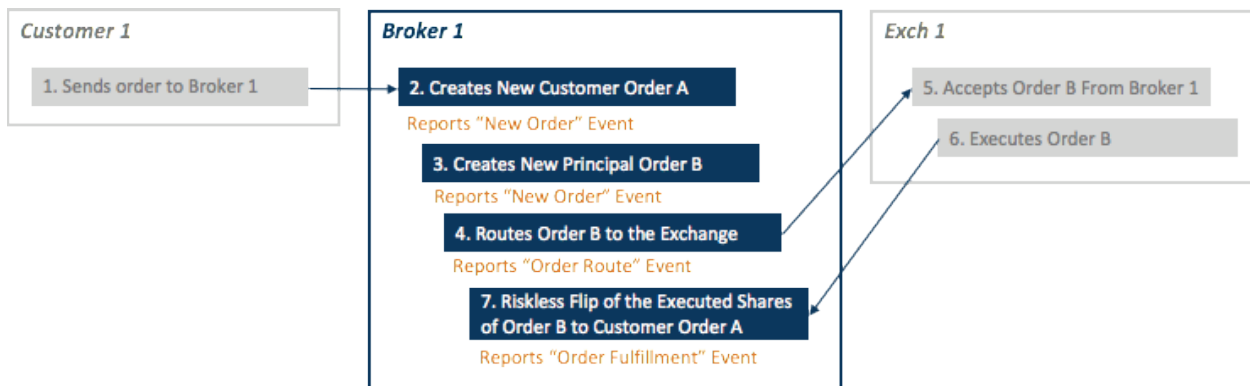 Customer 1
1. Sends order to Broker 1
Broker 1
2. Creates New Customer Order A
Reports "New Order" Event
3. Creates New Principal Order B
Reports "New Order" Event
4. Routes Order B to the Exchange
Reports "Order Route" Event
7. Riskless Flip of the Executed Shares
of Order B to Customer Order A
Reports "Order Fulfillment" Event
Exch 1
5. Accepts Order B From Broker 1
6. Executes Order B